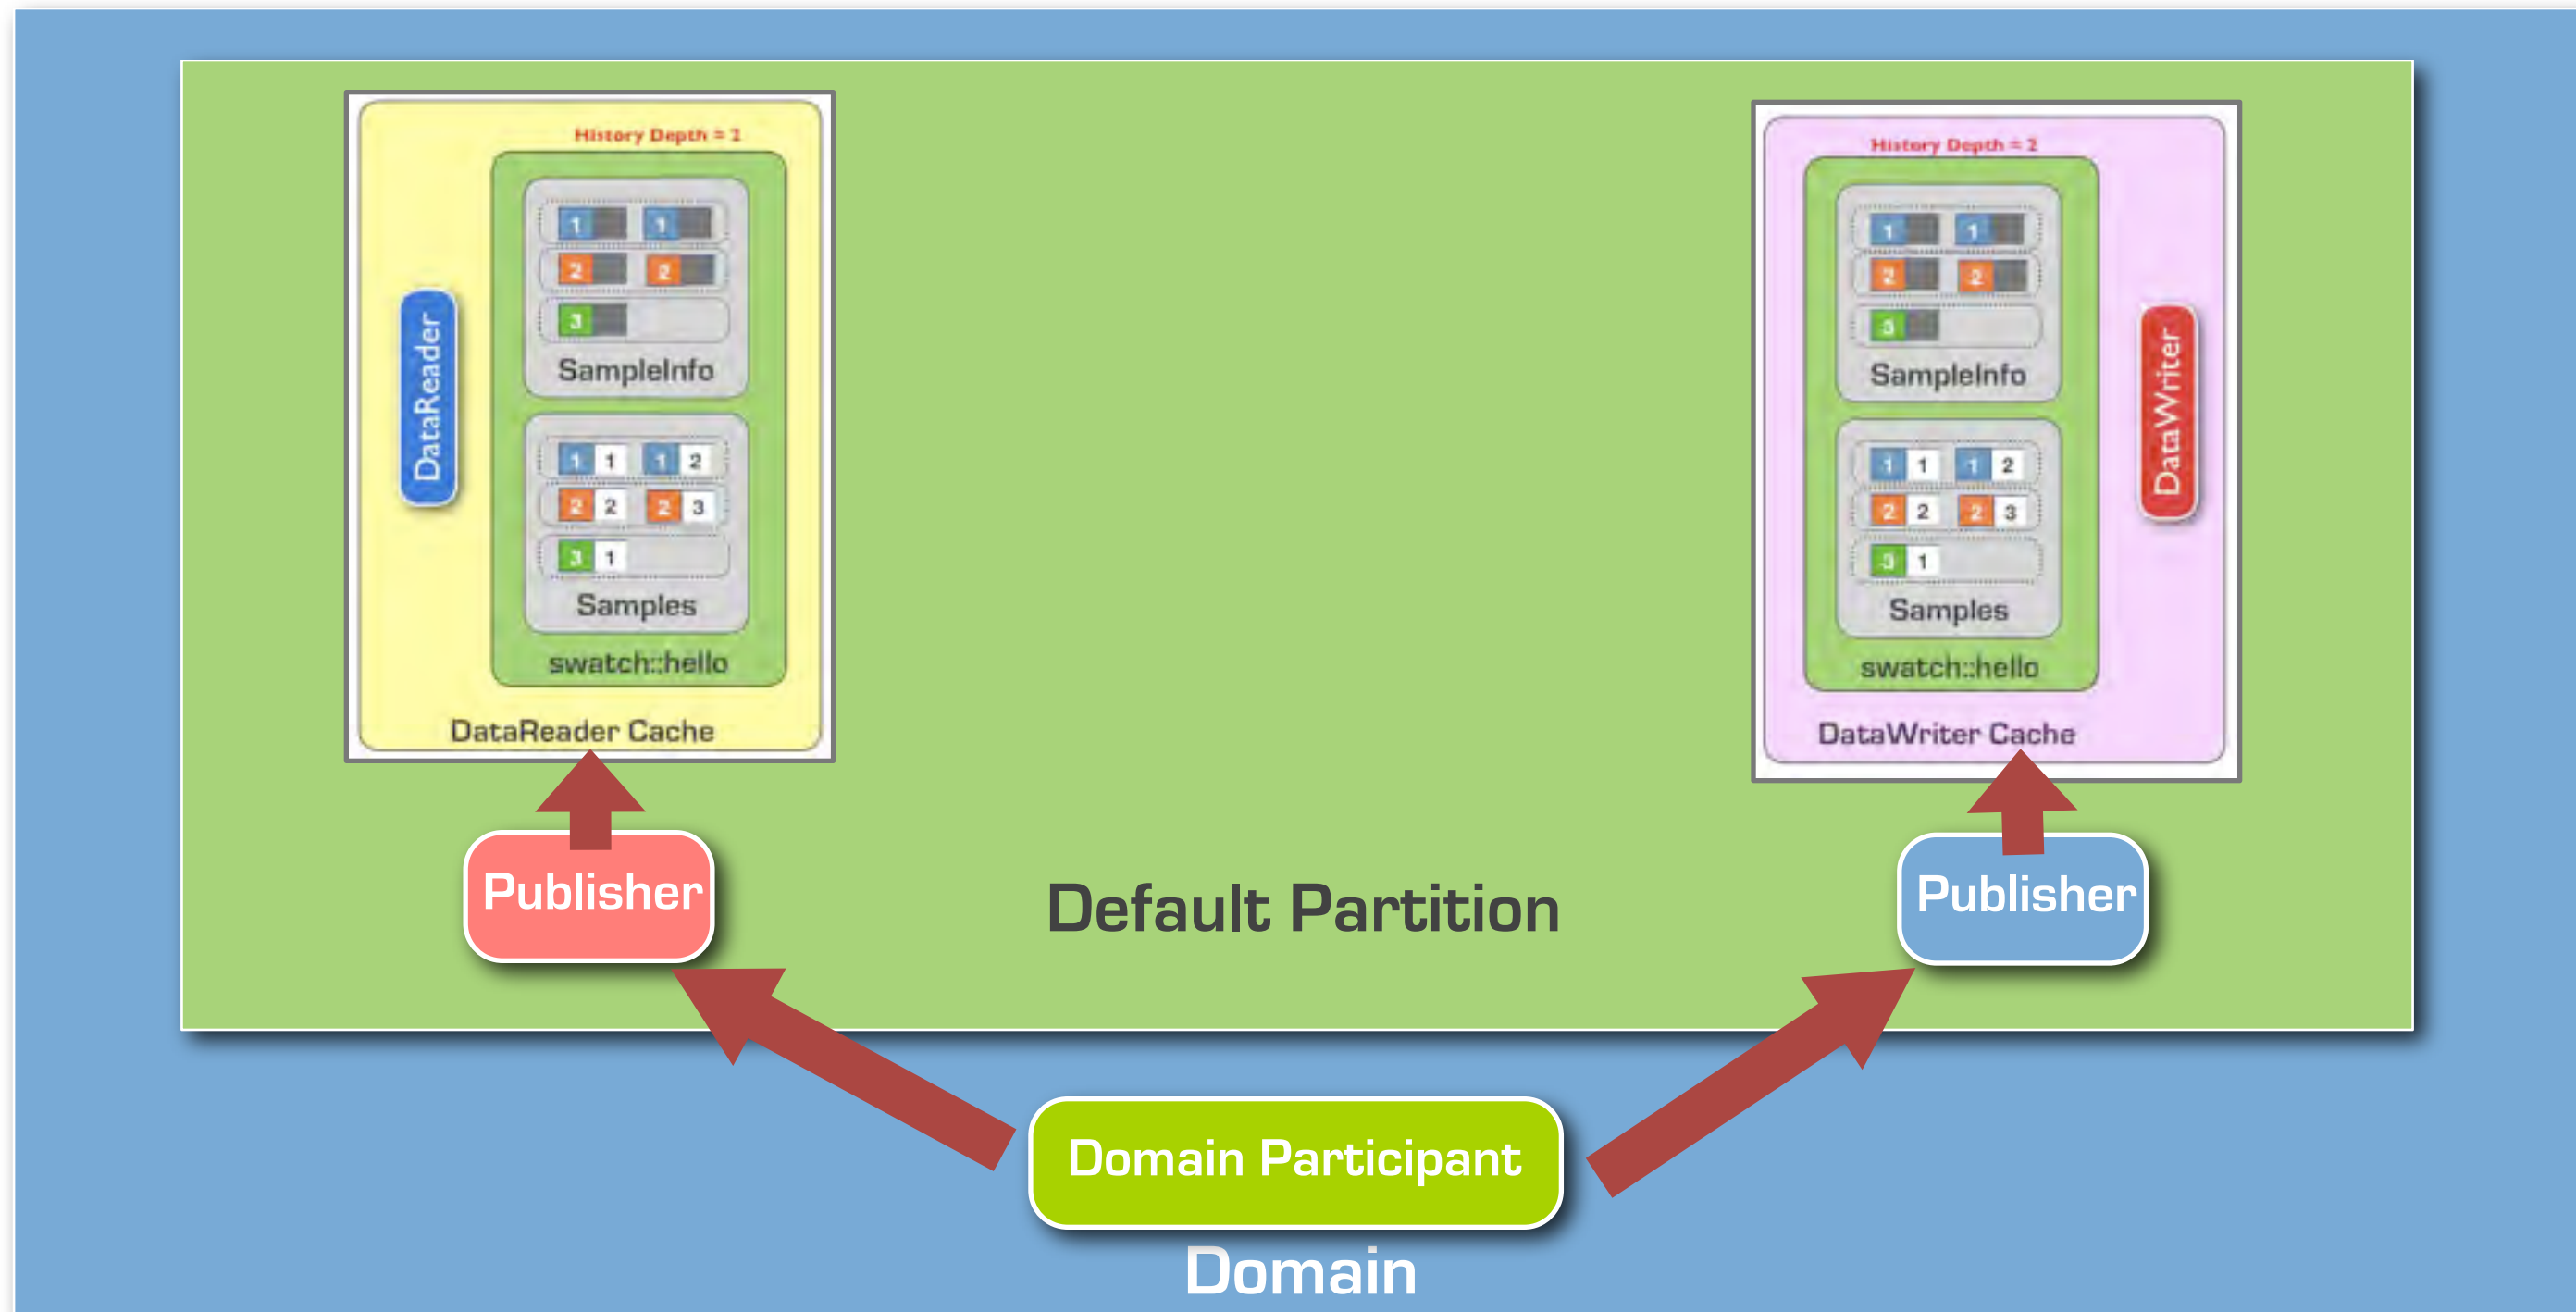 History Depth = 2
1 1
2 2
3
SampleInfo
DataReader
1 1 1 2
2 2 2 3
3 1
Samples
swatch::hello
DataReader Cache
Publisher
History Depth = 2
1 1
2 2
3
SampleInfo
DataWriter
1 1 1 2
2 2 2 3
3 1
Samples
swatch::hello
DataWriter Cache
Publisher
Default Partition
Domain Participant
Domain